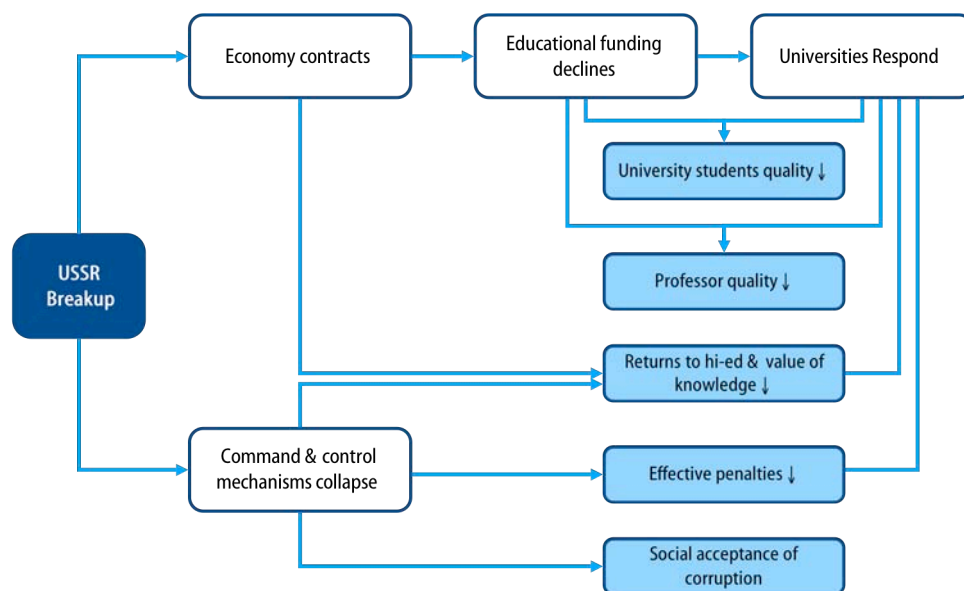 Economy contracts
Educational funding
declines
Universities Respond
University students quality ↓
USSR
Breakup
Professor quality ↓
Returns to hi-ed & value of
knowledge ↓
Command & control
mechanisms collapse
Effective penalties ↓
Social acceptance of
corruption